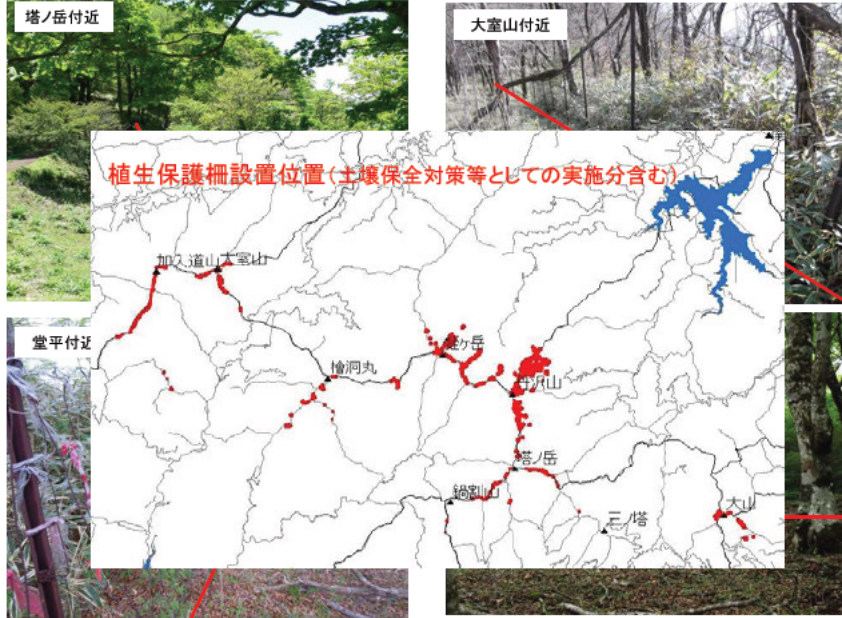 塔ノ岳付近
大室山付近
植生保護柵設置位置(土壌保全対策等としての実施分含む)
加入道山
大室山
蛭ヶ岳
檜洞丸
丹沢山
塔ノ岳
鍋割山
大山
三ノ塔
堂平付近